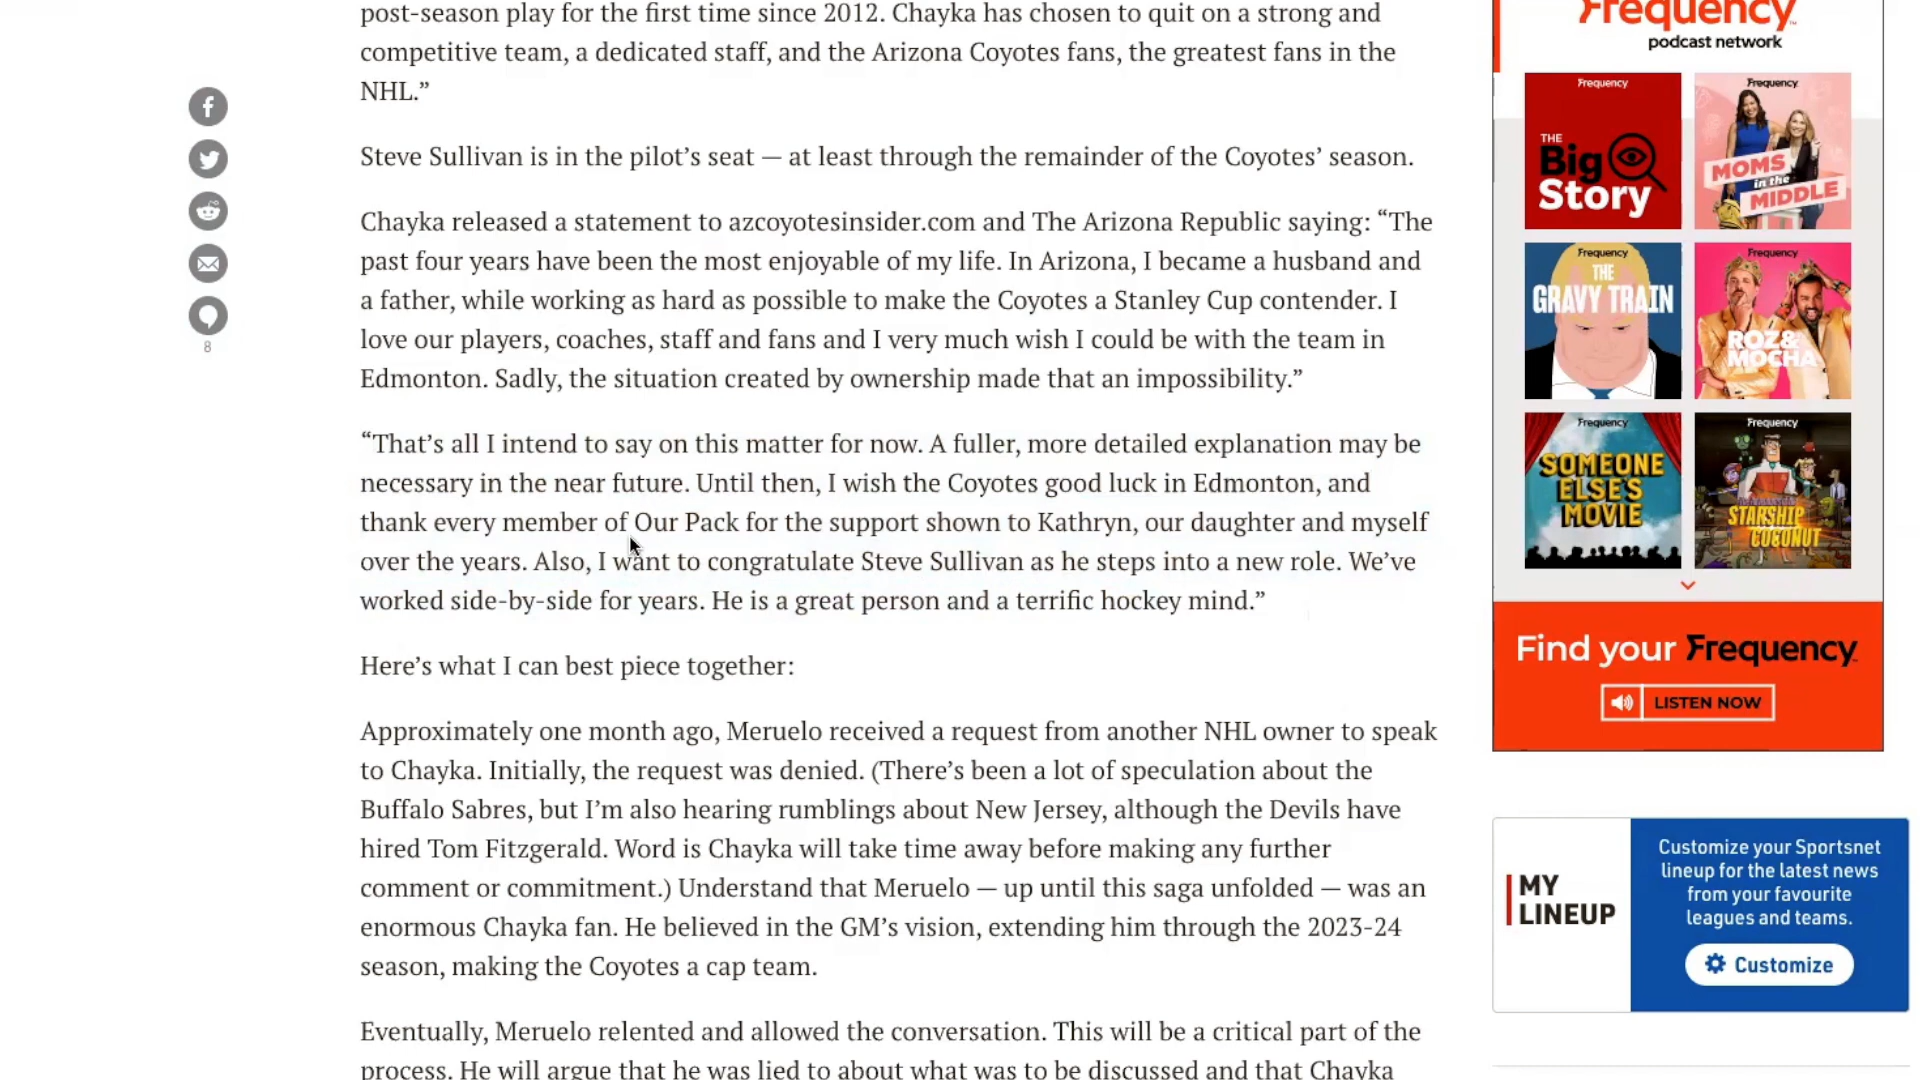 post-season play for the first time since 2012. Chayka has chosen to quit on a strong and
competitive team, a dedicated staff, and the Arizona Coyotes fans, the greatest fans in the
NHL.”
Steve Sullivan is in the pilot’s seat — at least through the remainder of the Coyotes’ season.
Chayka released a statement to azcoyotesinsider.com and The Arizona Republic saying: “The
past four years have been the most enjoyable of my life. In Arizona, I became a husband and
a father, while working as hard as possible to make the Coyotes a Stanley Cup contender. I
love our players, coaches, staff and fans and I very much wish I could be with the team in
Edmonton. Sadly, the situation created by ownership made that an impossibility.”
“That’s all I intend to say on this matter for now. A fuller, more detailed explanation may be
necessary in the near future. Until then, I wish the Coyotes good luck in Edmonton, and
thank every member of Our Pack for the support shown to Kathryn, our daughter and myself
over the years. Also, I want to congratulate Steve Sullivan as he steps into a new role. We’ve
worked side-by-side for years. He is a great person and a terrific hockey mind.”
Here’s what I can best piece together:
Approximately one month ago, Meruelo received a request from another NHL owner to speak
to Chayka. Initially, the request was denied. (There’s been a lot of speculation about the
Buffalo Sabres, but I’m also hearing rumblings about New Jersey, although the Devils have
hired Tom Fitzgerald. Word is Chayka will take time away before making any further
comment or commitment.) Understand that Meruelo — up until this saga unfolded — was an
enormous Chayka fan. He believed in the GM’s vision, extending him through the 2023-24
season, making the Coyotes a cap team.
Eventually, Meruelo relented and allowed the conversation. This will be a critical part of the
process. He will argue that he was lied to about what was to be discussed and that Chayka
8
Frequency
podcast network
Frequency
THE
Big
Story
Frequency
MOMS
in the
MIDDLE
Frequency
THE
GRAVY TRAIN
Frequency
ROZ&
MOCHA
Frequency
SOMEONE
ELSE'S
MOVIE
Frequency
STARSHIP
COCONUT
Find your Frequency
LISTEN NOW
MY
LINEUP
Customize your Sportsnet
lineup for the latest news
from your favourite
leagues and teams.
Customize